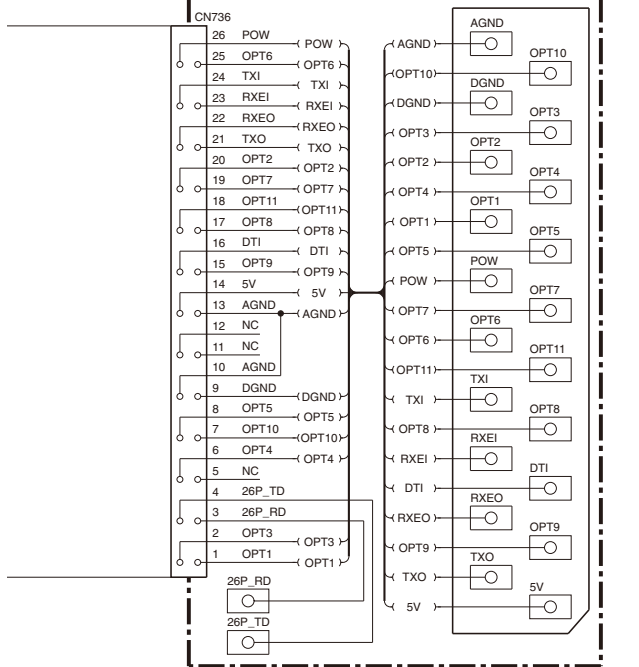 CN736
26 POW ( POW )
25 OPT6 ( OPT6 )
24 TXI ( TXI )
23 RXEI ( RXEI )
22 RXEO ( RXEO )
21 TXO ( TXO )
20 OPT2 ( OPT2 )
19 OPT7 ( OPT7 )
18 OPT11 ( OPT11 )
17 OPT8 ( OPT8 )
16 DTI ( DTI )
15 OPT9 ( OPT9 )
14 5V ( 5V )
13 AGND ( AGND )
12 NC
11 NC
10 AGND
9 DGND ( DGND )
8 OPT5 ( OPT5 )
7 OPT10 ( OPT10 )
6 OPT4 ( OPT4 )
5 NC
4 26P_TD
3 26P_RD
2 OPT3 ( OPT3 )
1 OPT1 ( OPT1 )
26P_RD
26P_TD
( AGND ) AGND
( OPT10 ) OPT10
( DGND ) DGND
( OPT3 ) OPT3
( OPT2 ) OPT2
( OPT4 ) OPT4
( OPT1 ) OPT1
( OPT5 ) OPT5
( POW ) POW
( OPT7 ) OPT7
( OPT6 ) OPT6
( OPT11 ) OPT11
( TXI ) TXI
( OPT8 ) OPT8
( RXEI ) RXEI
( DTI ) DTI
( RXEO ) RXEO
( OPT9 ) OPT9
( TXO ) TXO
( 5V ) 5V